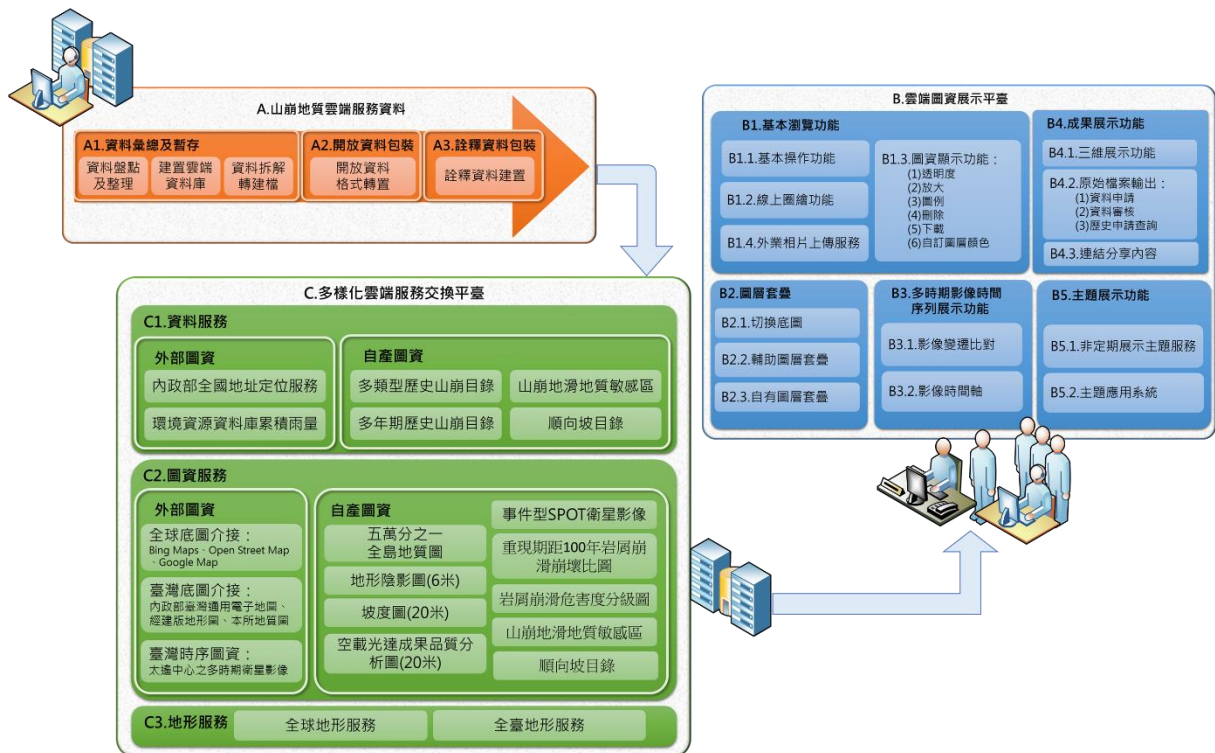 A.山崩地質雲端服務資料
A1.資料彙總及暫存
資料盤點
及整理
建置雲端
資料庫
資料拆解
轉建檔
A2.開放資料包裝
開放資料
格式轉置
A3.詮釋資料包裝
詮釋資料建置
B.雲端圖資展示平臺
B1.基本瀏覽功能
B1.1.基本操作功能
B1.2.線上圈繪功能
B1.4.外業相片上傳服務
B1.3.圖資顯示功能：
(1)透明度
(2)放大
(3)圖例
(4)刪除
(5)下載
(6)自訂圖層顏色
B4.成果展示功能
B4.1.三維展示功能
B4.2.原始檔案輸出：
(1)資料申請
(2)資料審核
(3)歷史申請查詢
B4.3.連結分享內容
B2.圖層套疊
B2.1.切換底圖
B2.2.輔助圖層套疊
B2.3.自有圖層套疊
B3.多時期影像時間
序列展示功能
B3.1.影像變遷比對
B3.2.影像時間軸
B5.主題展示功能
B5.1.非定期展示主題服務
B5.2.主題應用系統
C.多樣化雲端服務交換平臺
C1.資料服務
外部圖資
內政部全國地址定位服務
環境資源資料庫累積雨量
自產圖資
多類型歷史山崩目錄
山崩地滑地質敏感區
多年期歷史山崩目錄
順向坡目錄
C2.圖資服務
外部圖資
全球底圖介接：
Bing Maps、Open Street Map
、Google Map
臺灣底圖介接：
內政部臺灣通用電子地圖、
經建版地形圖、本所地質圖
臺灣時序圖資：
太遙中心之多時期衛星影像
自產圖資
五萬分之一
全島地質圖
地形陰影圖(6米)
坡度圖(20米)
空載光達成果品質分
析圖(20米)
事件型SPOT衛星影像
重現期距100年岩屑崩
滑崩壞比圖
岩屑崩滑危害度分級圖
山崩地滑地質敏感區
順向坡目錄
C3.地形服務
全球地形服務
全臺地形服務